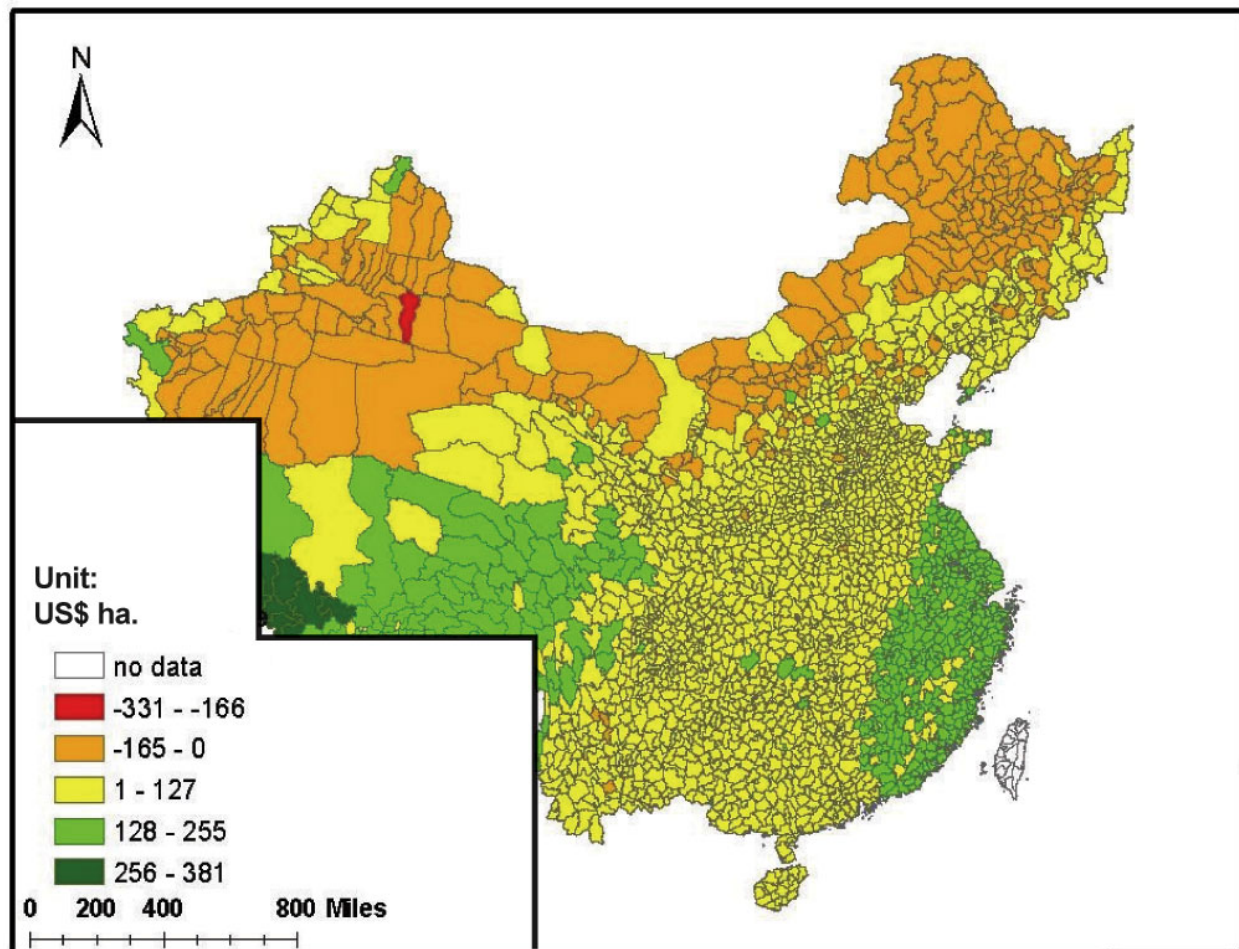 N
Unit:
US$ ha.
no data
-331 - -166
-165 - 0
1 - 127
128 - 255
256 - 381
0 200 400 800 Miles